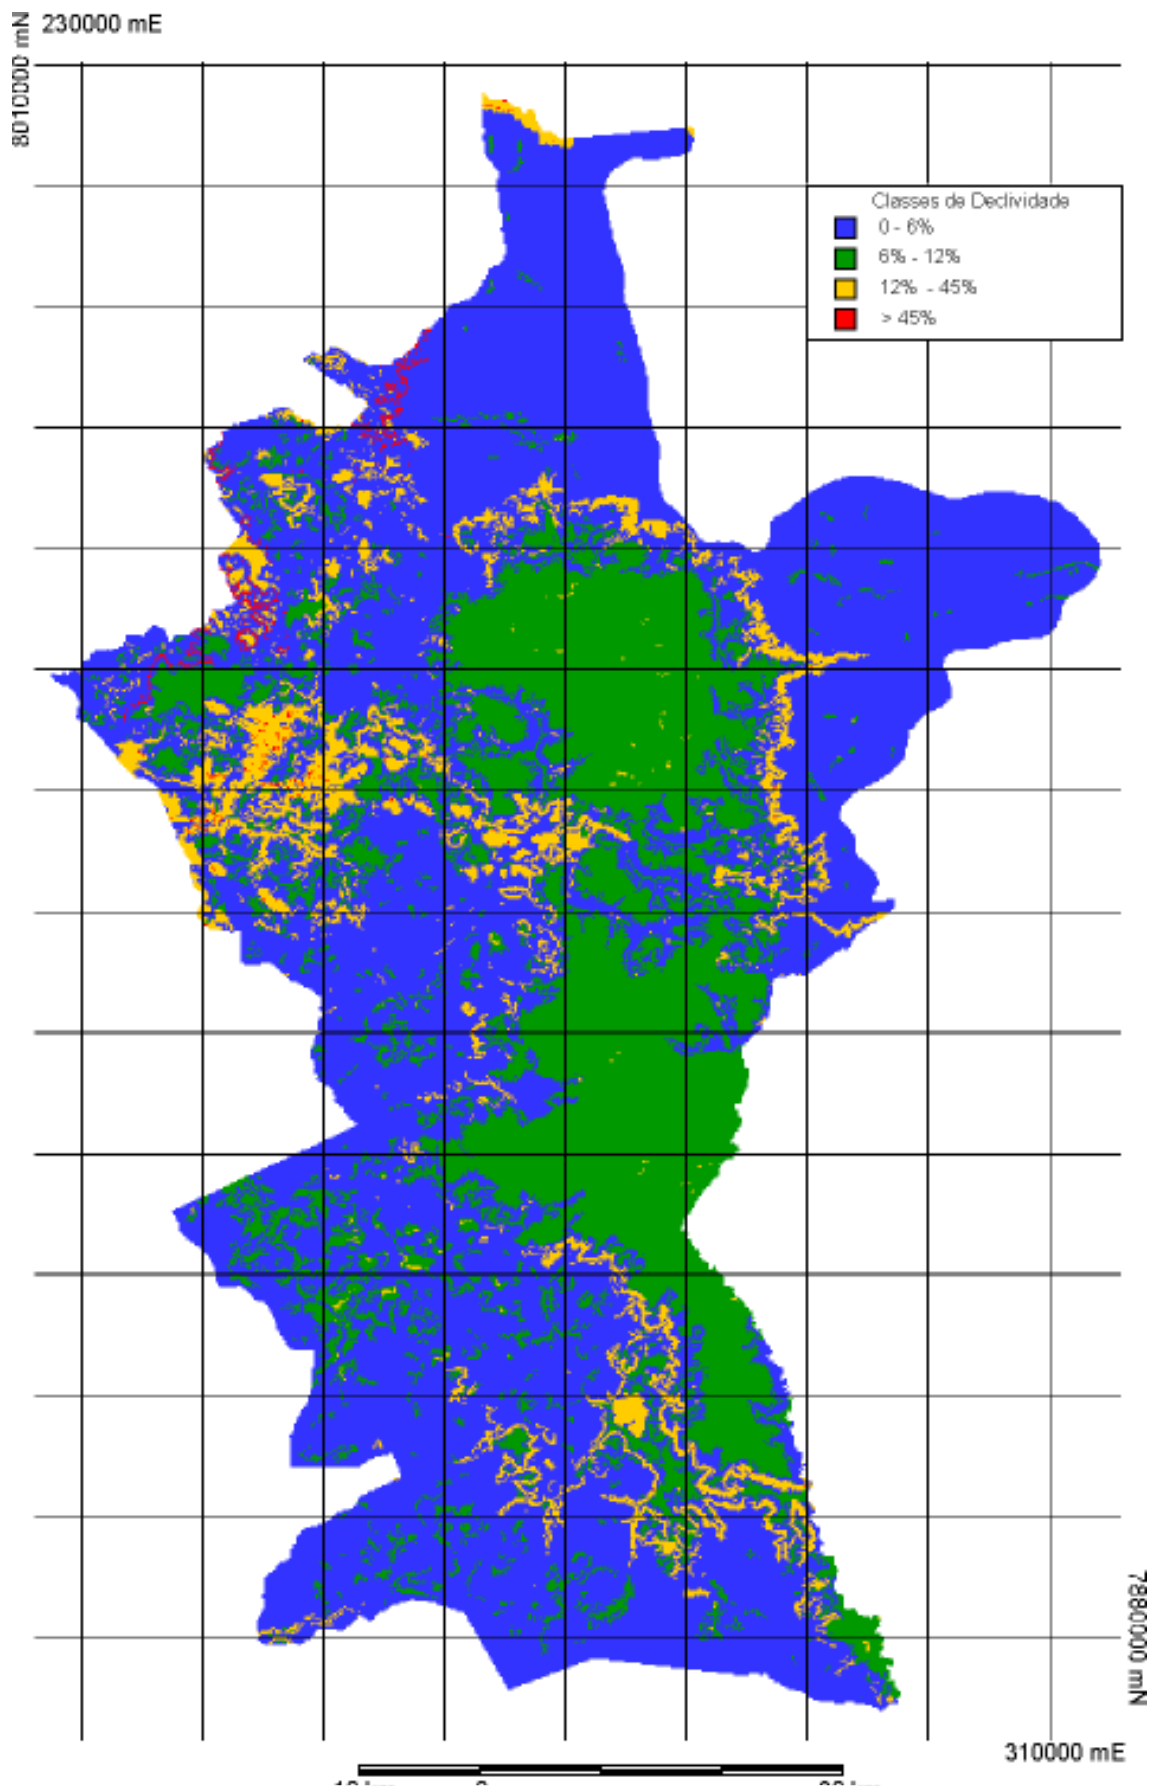 230000 mE
8010000 mN
Classes de Declividade
0 - 6%
6% - 12%
12% - 45%
> 45%
7880000 mN
310000 mE